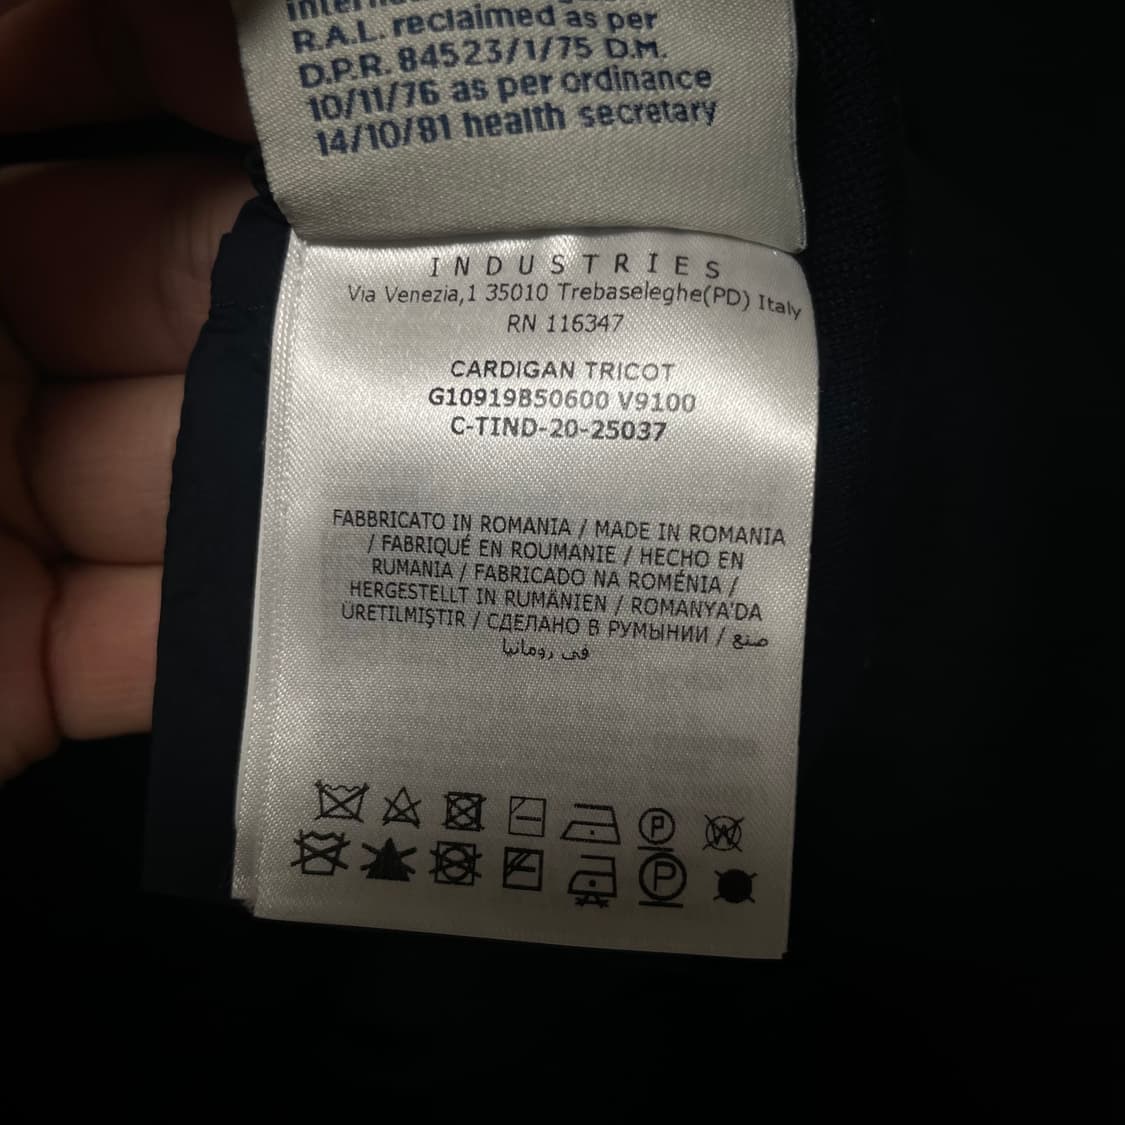 R.A.L. reclaimed as per
D.P.R. 84523/1/75 D.M.
10/11/76 as per ordinance
14/10/81 health secretary
INDUSTRIES
Via Venezia,1 35010 Trebaseleghe(PD) Italy
RN 116347
CARDIGAN TRICOT
G10919B50600 V9100
C-TIND-20-25037
FABBRICATO IN ROMANIA / MADE IN ROMANIA
/ FABRIQUÉ EN ROUMANIE / HECHO EN
RUMANIA / FABRICADO NA ROMÉNIA /
HERGESTELLT IN RUMÄNIEN / ROMANYA'DA
ÜRETILMIŞTIR / СДЕЛАНО В РУМЫНИИ / صنع
في رومانيا
P W
P